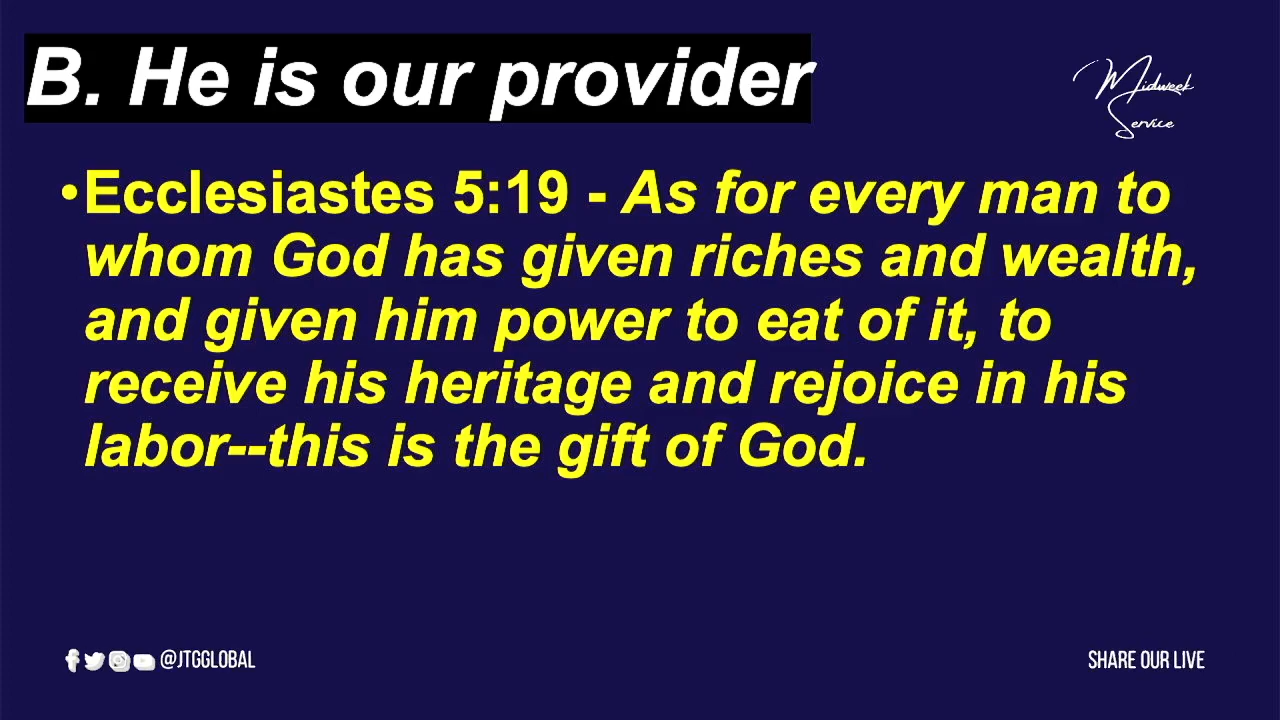 B. He is our provider
Midweek
Service
•Ecclesiastes 5:19 - As for every man to
whom God has given riches and wealth,
and given him power to eat of it, to
receive his heritage and rejoice in his
labor--this is the gift of God.
@JTGGLOBAL
SHARE OUR LIVE